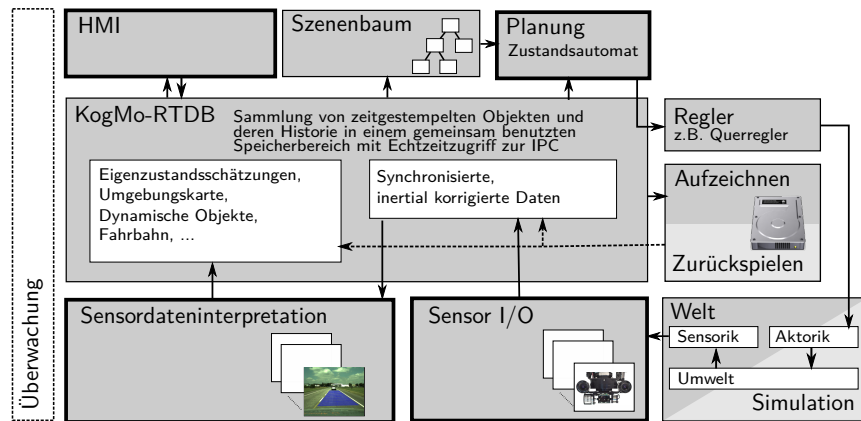 HMI
Szenenbaum
Planung
Zustandsautomat
KogMo-RTDB
Sammlung von zeitgestempelten Objekten und
deren Historie in einem gemeinsam benutzten
Speicherbereich mit Echtzeitzugriff zur IPC
Regler
z.B. Querregler
Eigenzustandsschätzungen,
Umgebungskarte,
Dynamische Objekte,
Fahrbahn, ...
Synchronisierte,
inertial korrigierte Daten
Aufzeichnen
Zurückspielen
Überwachung
Sensordateninterpretation
Sensor I/O
Welt
Sensorik
Aktorik
Umwelt
Simulation